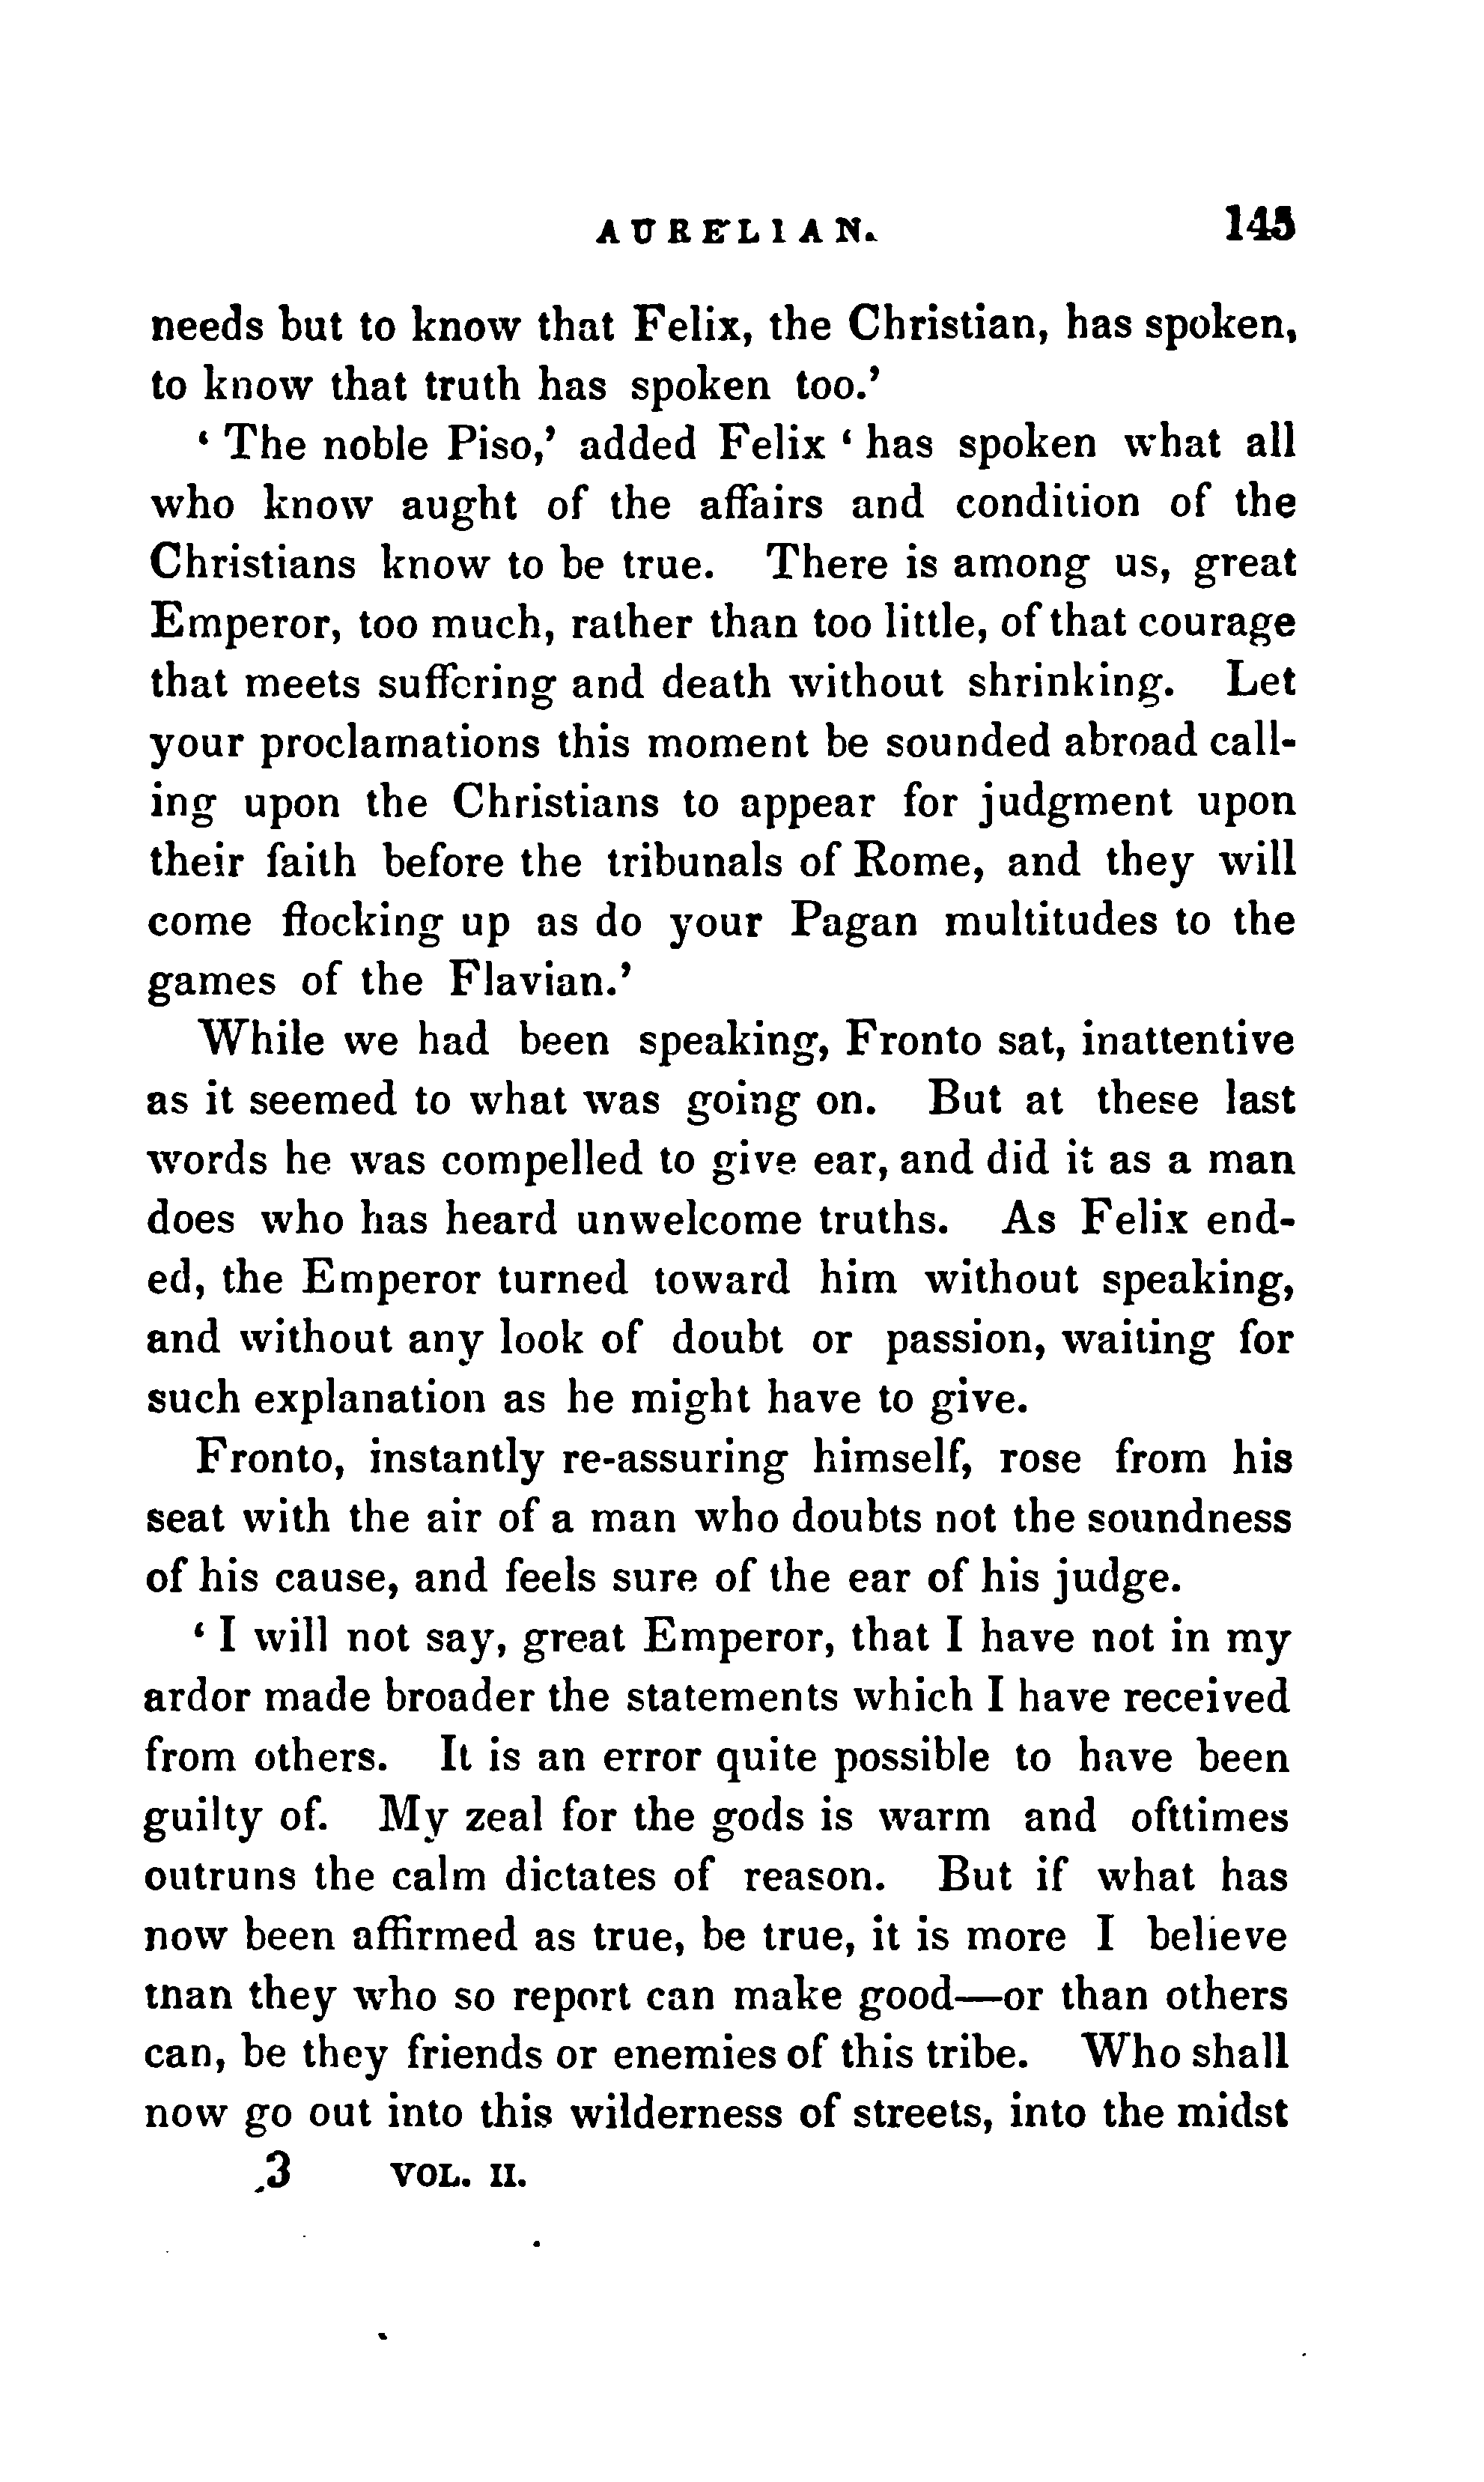 AURELIAN. 145
needs but to know that Felix, the Christian, has spoken,
to know that truth has spoken too.’
‘ The noble Piso,’ added Felix ‘ has spoken what all
who know aught of the affairs and condition of the
Christians know to be true. There is among us, great
Emperor, too much, rather than too little, of that courage
that meets suffering and death without shrinking. Let
your proclamations this moment be sounded abroad call-
ing upon the Christians to appear for judgment upon
their faith before the tribunals of Rome, and they will
come flocking up as do your Pagan multitudes to the
games of the Flavian.’
While we had been speaking, Fronto sat, inattentive
as it seemed to what was going on. But at these last
words he was compelled to give ear, and did it as a man
does who has heard unwelcome truths. As Felix end-
ed, the Emperor turned toward him without speaking,
and without any look of doubt or passion, waiting for
such explanation as he might have to give.
Fronto, instantly re-assuring himself, rose from his
seat with the air of a man who doubts not the soundness
of his cause, and feels sure of the ear of his judge.
‘ I will not say, great Emperor, that I have not in my
ardor made broader the statements which I have received
from others. It is an error quite possible to have been
guilty of. My zeal for the gods is warm and ofttimes
outruns the calm dictates of reason. But if what has
now been affirmed as true, be true, it is more I believe
tnan they who so report can make good—or than others
can, be they friends or enemies of this tribe. Who shall
now go out into this wilderness of streets, into the midst
3 VOL. II.